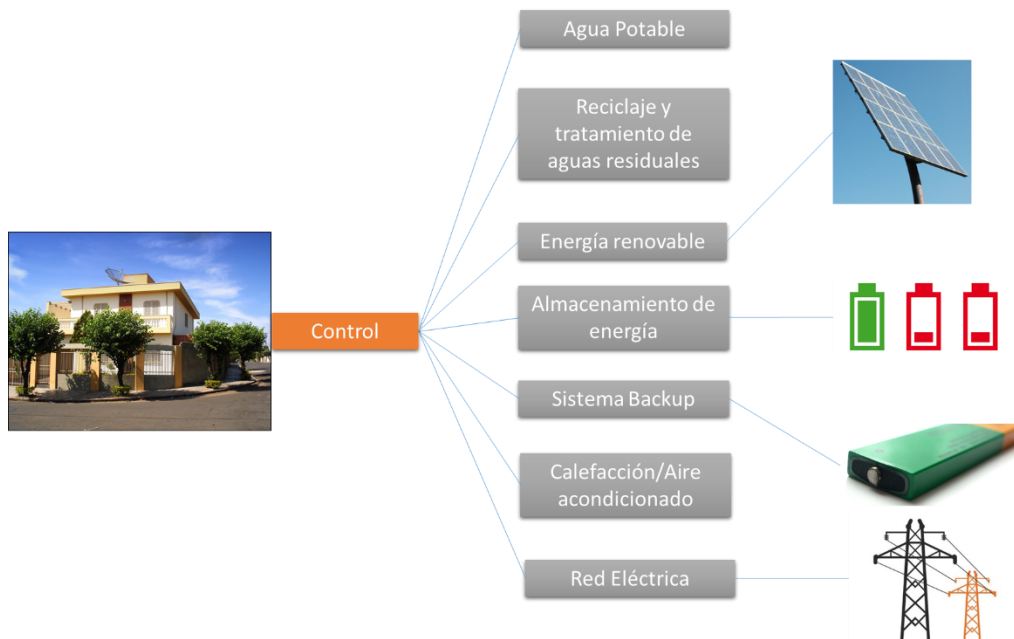 Agua Potable
Reciclaje y
tratamiento de
aguas residuales
Energía renovable
Almacenamiento de
energía
Control
Sistema Backup
Calefacción/Aire
acondicionado
Red Eléctrica